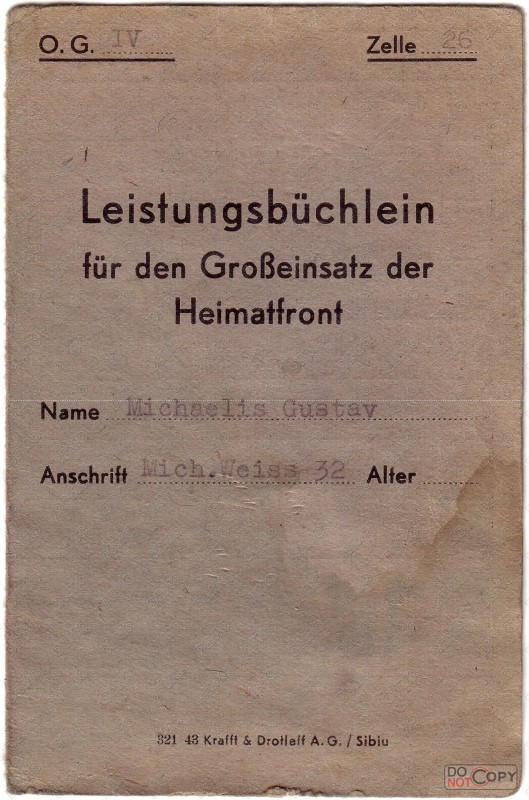 O. G. IV Zelle 26
Leistungsbüchlein
für den Großeinsatz der
Heimatfront
Name Michaelis Gustav
Anschrift Mich.Weiss 32 Alter
321 43 Krafft & Drotleff A. G. / Sibiu
DO NOT COPY